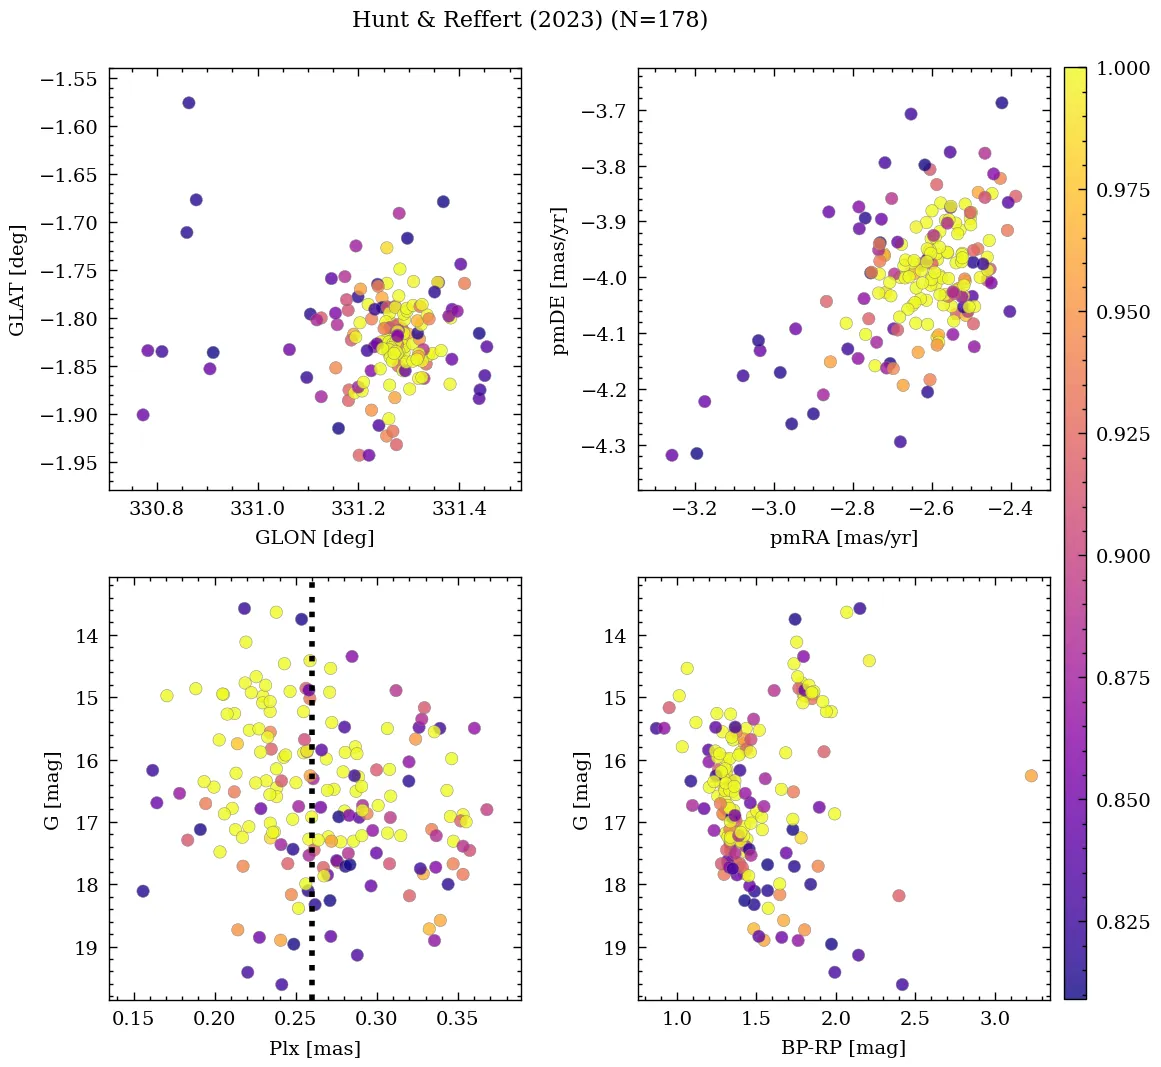 Hunt & Reffert (2023) (N=178)
−1.55
−1.60
−1.65
−1.70
−1.75
−1.80
−1.85
−1.90
−1.95
GLAT [deg]
330.8 331.0 331.2 331.4
GLON [deg]
−3.7
−3.8
−3.9
−4.0
−4.1
−4.2
−4.3
pmDE [mas/yr]
−3.2 −3.0 −2.8 −2.6 −2.4
pmRA [mas/yr]
1.000
0.975
0.950
0.925
0.900
0.875
0.850
0.825
14
15
16
17
18
19
G [mag]
0.15 0.20 0.25 0.30 0.35
Plx [mas]
14
15
16
17
18
19
G [mag]
1.0 1.5 2.0 2.5 3.0
BP-RP [mag]